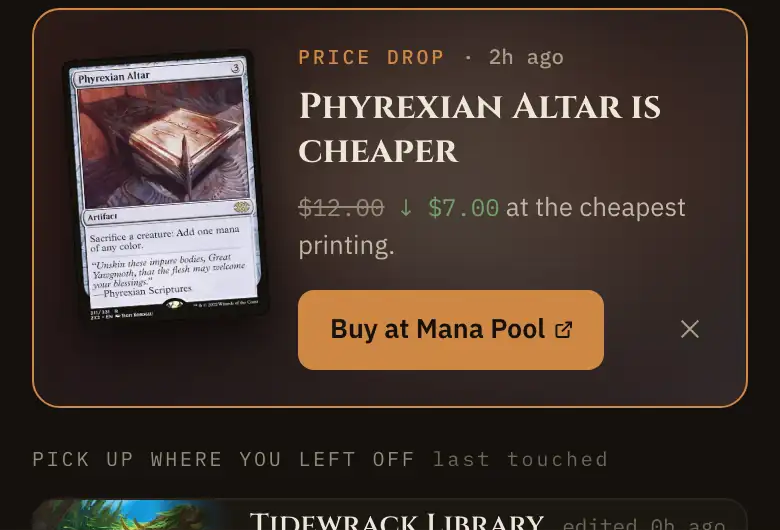 PRICE DROP · 2h ago
Phyrexian Altar 3
PHYREXIAN ALTAR IS
CHEAPER
$12.00 ↓ $7.00 at the cheapest
printing.
Artifact
Sacrifice a creature: Add one mana
of any color.
"Unskin these impure bodies, Great
Yawgmoth, that the flesh may welcome
your blessings."
—Phyrexian Scriptures
Buy at Mana Pool
PICK UP WHERE YOU LEFT OFF last touched
TIDEWRACK LIBRARY edited 0h ago